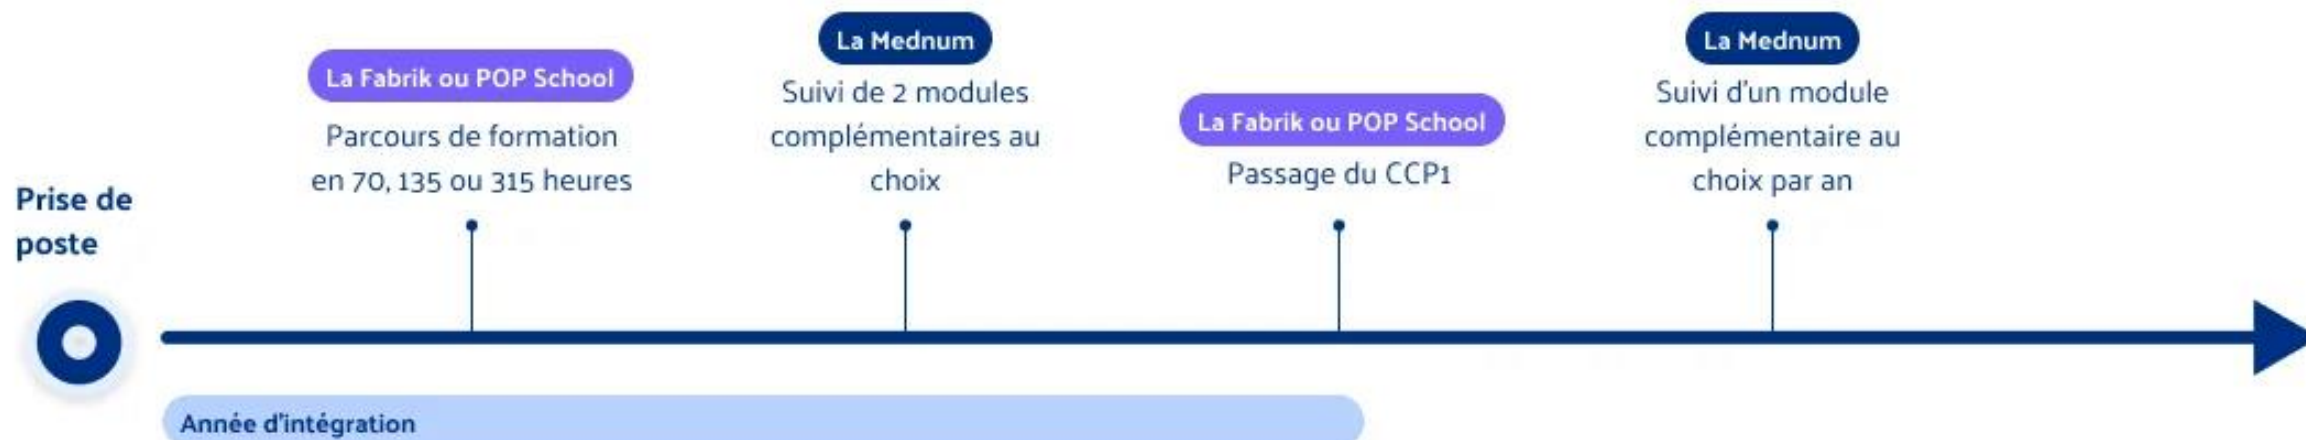 Prise de
poste
La Fabrik ou POP School
Parcours de formation
en 70, 135 ou 315 heures
La Mednum
Suivi de 2 modules
complémentaires au
choix
La Fabrik ou POP School
Passage du CCP1
La Mednum
Suivi d'un module
complémentaire au
choix par an
Année d'intégration